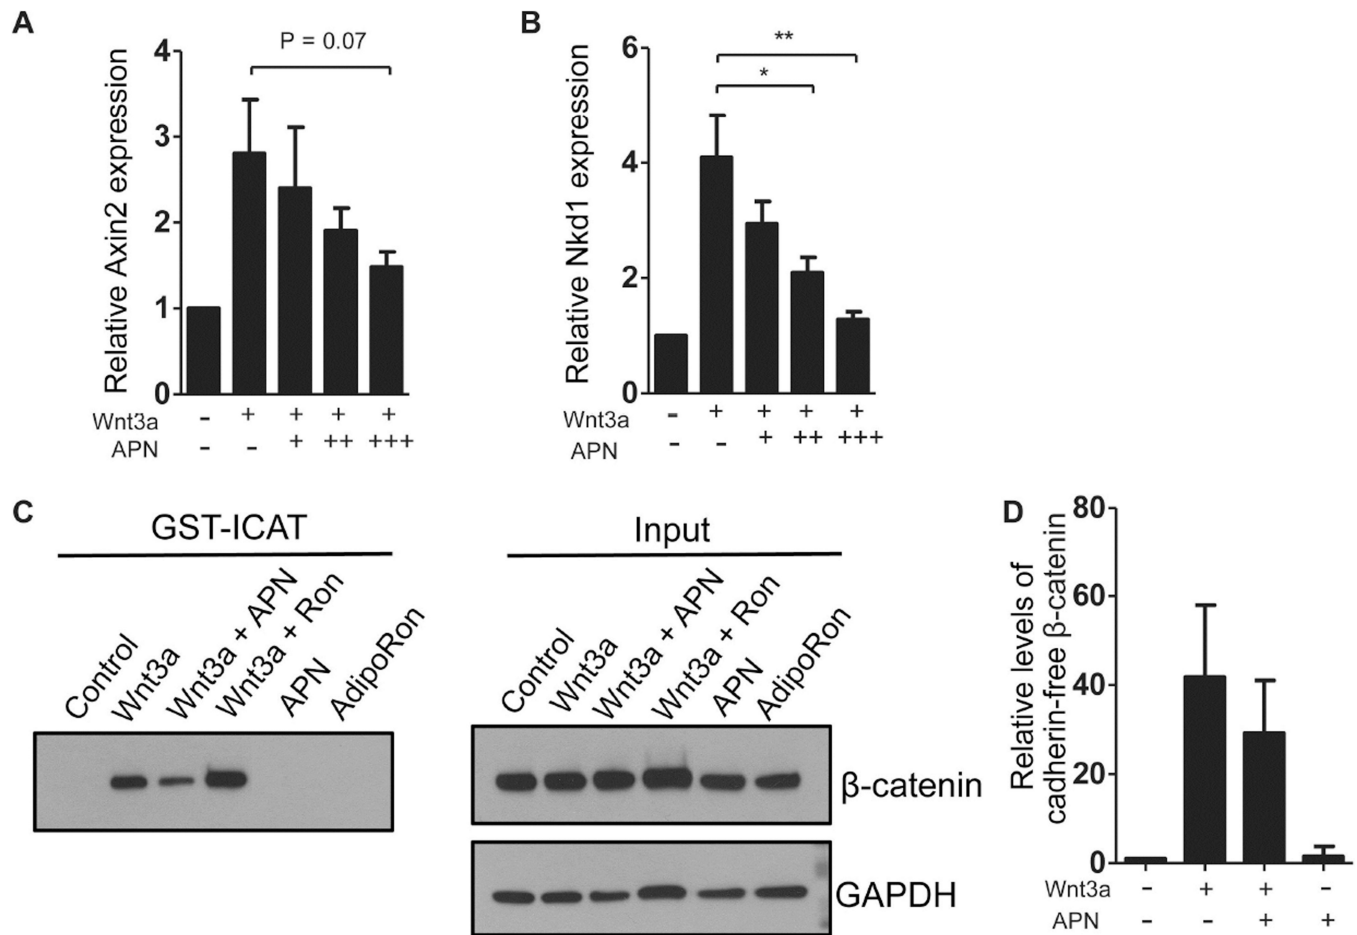 A
P = 0.07
Relative Axin2 expression
4
3
2
1
0
Wnt3a - + + + +
APN - - + ++ +++
B
**
*
Relative Nkd1 expression
6
4
2
0
Wnt3a - + + + +
APN - - + ++ +++
C
GST-ICAT
Control
Wnt3a
Wnt3a + APN
Wnt3a + Ron
APN
AdipoRon
Input
Control
Wnt3a
Wnt3a + APN
Wnt3a + Ron
APN
AdipoRon
β-catenin
GAPDH
D
Relative levels of
cadherin-free β-catenin
80
60
40
20
0
Wnt3a - + + -
APN - - + +